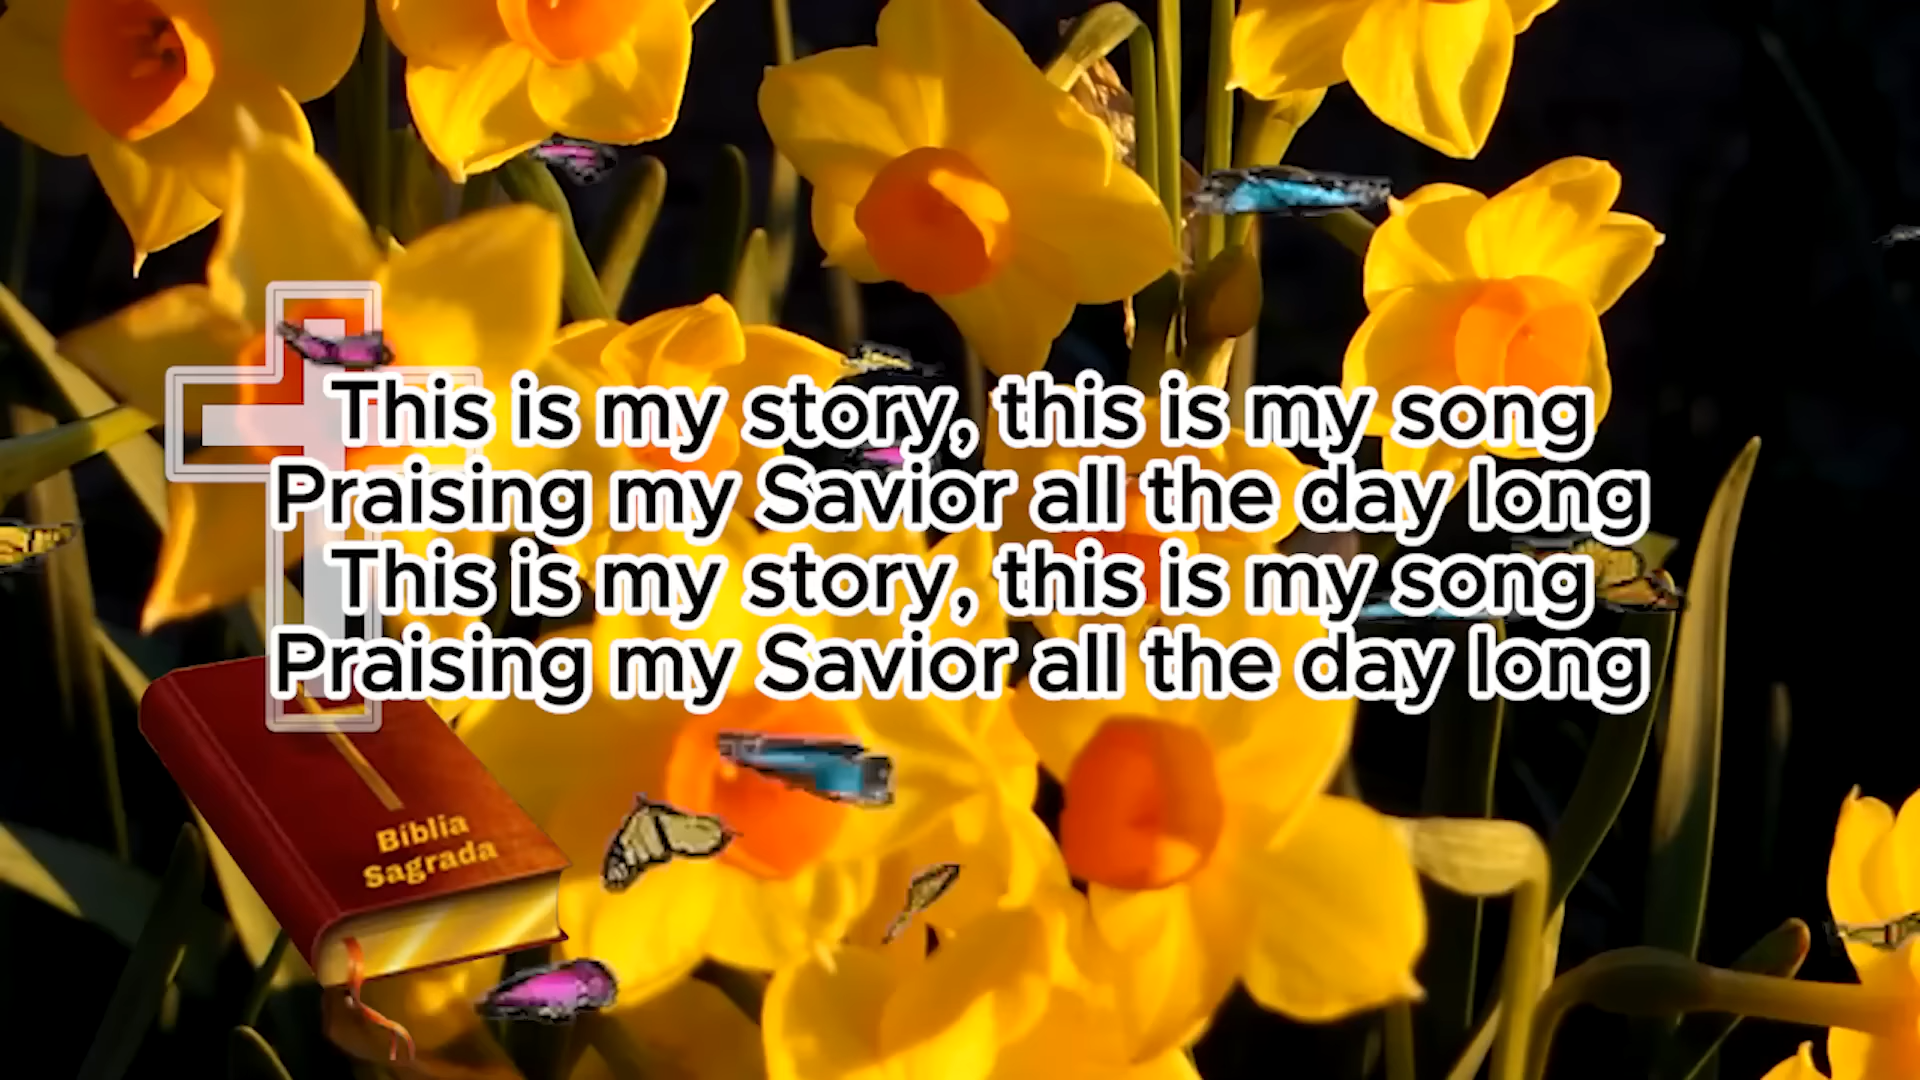 This is my story, this is my song
Praising my Savior all the day long
This is my story, this is my song
Praising my Savior all the day long
Bíblia
Sagrada